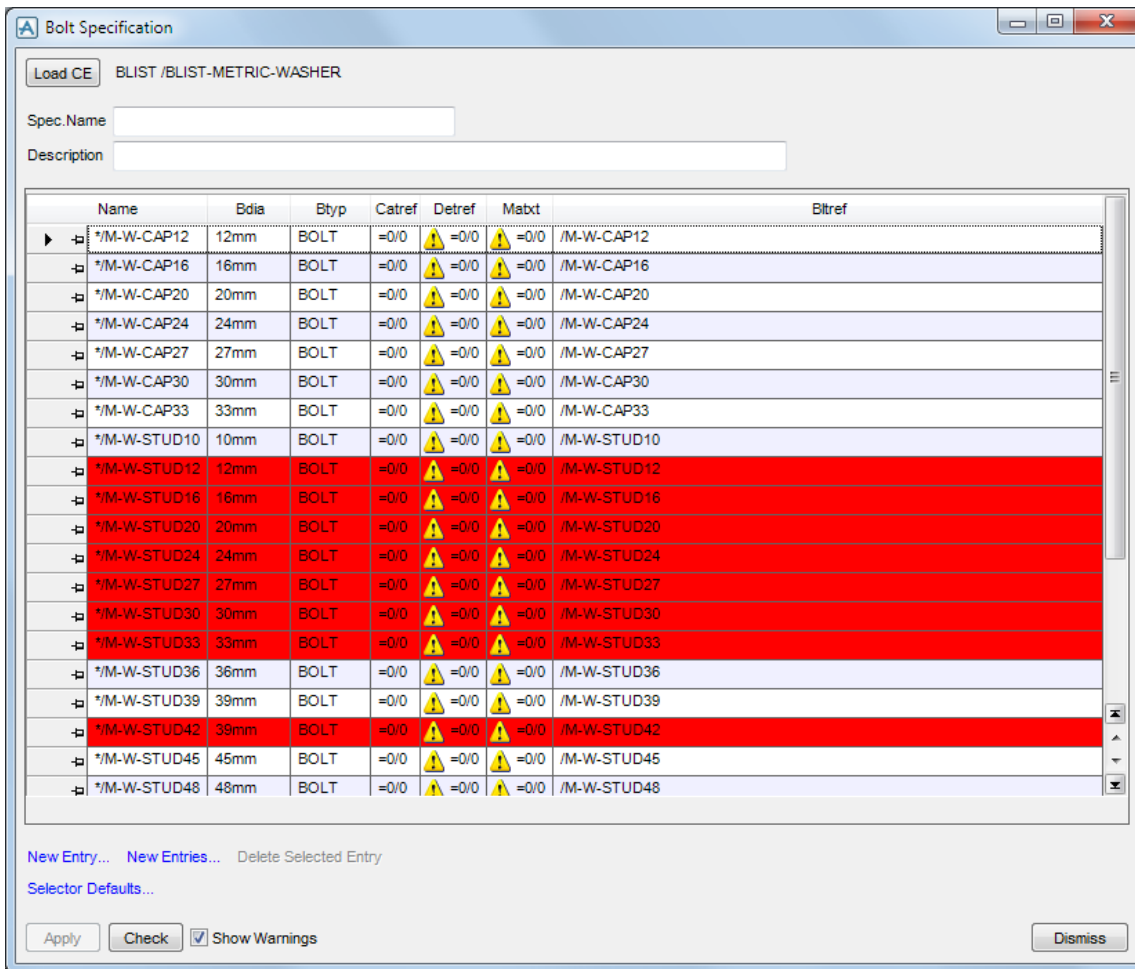 Bolt Specification
Load CE BLIST /BLIST-METRIC-WASHER
Spec.Name
Description
Name Bdia Btyp Catref Detref Matxt Bltref
*/M-W-CAP12 12mm BOLT =0/0 =0/0 =0/0 /M-W-CAP12
*/M-W-CAP16 16mm BOLT =0/0 =0/0 =0/0 /M-W-CAP16
*/M-W-CAP20 20mm BOLT =0/0 =0/0 =0/0 /M-W-CAP20
*/M-W-CAP24 24mm BOLT =0/0 =0/0 =0/0 /M-W-CAP24
*/M-W-CAP27 27mm BOLT =0/0 =0/0 =0/0 /M-W-CAP27
*/M-W-CAP30 30mm BOLT =0/0 =0/0 =0/0 /M-W-CAP30
*/M-W-CAP33 33mm BOLT =0/0 =0/0 =0/0 /M-W-CAP33
*/M-W-STUD10 10mm BOLT =0/0 =0/0 =0/0 /M-W-STUD10
*/M-W-STUD12 12mm BOLT =0/0 =0/0 =0/0 /M-W-STUD12
*/M-W-STUD16 16mm BOLT =0/0 =0/0 =0/0 /M-W-STUD16
*/M-W-STUD20 20mm BOLT =0/0 =0/0 =0/0 /M-W-STUD20
*/M-W-STUD24 24mm BOLT =0/0 =0/0 =0/0 /M-W-STUD24
*/M-W-STUD27 27mm BOLT =0/0 =0/0 =0/0 /M-W-STUD27
*/M-W-STUD30 30mm BOLT =0/0 =0/0 =0/0 /M-W-STUD30
*/M-W-STUD33 33mm BOLT =0/0 =0/0 =0/0 /M-W-STUD33
*/M-W-STUD36 36mm BOLT =0/0 =0/0 =0/0 /M-W-STUD36
*/M-W-STUD39 39mm BOLT =0/0 =0/0 =0/0 /M-W-STUD39
*/M-W-STUD42 39mm BOLT =0/0 =0/0 =0/0 /M-W-STUD42
*/M-W-STUD45 45mm BOLT =0/0 =0/0 =0/0 /M-W-STUD45
*/M-W-STUD48 48mm BOLT =0/0 =0/0 =0/0 /M-W-STUD48
New Entry... New Entries... Delete Selected Entry
Selector Defaults...
Apply Check Show Warnings Dismiss